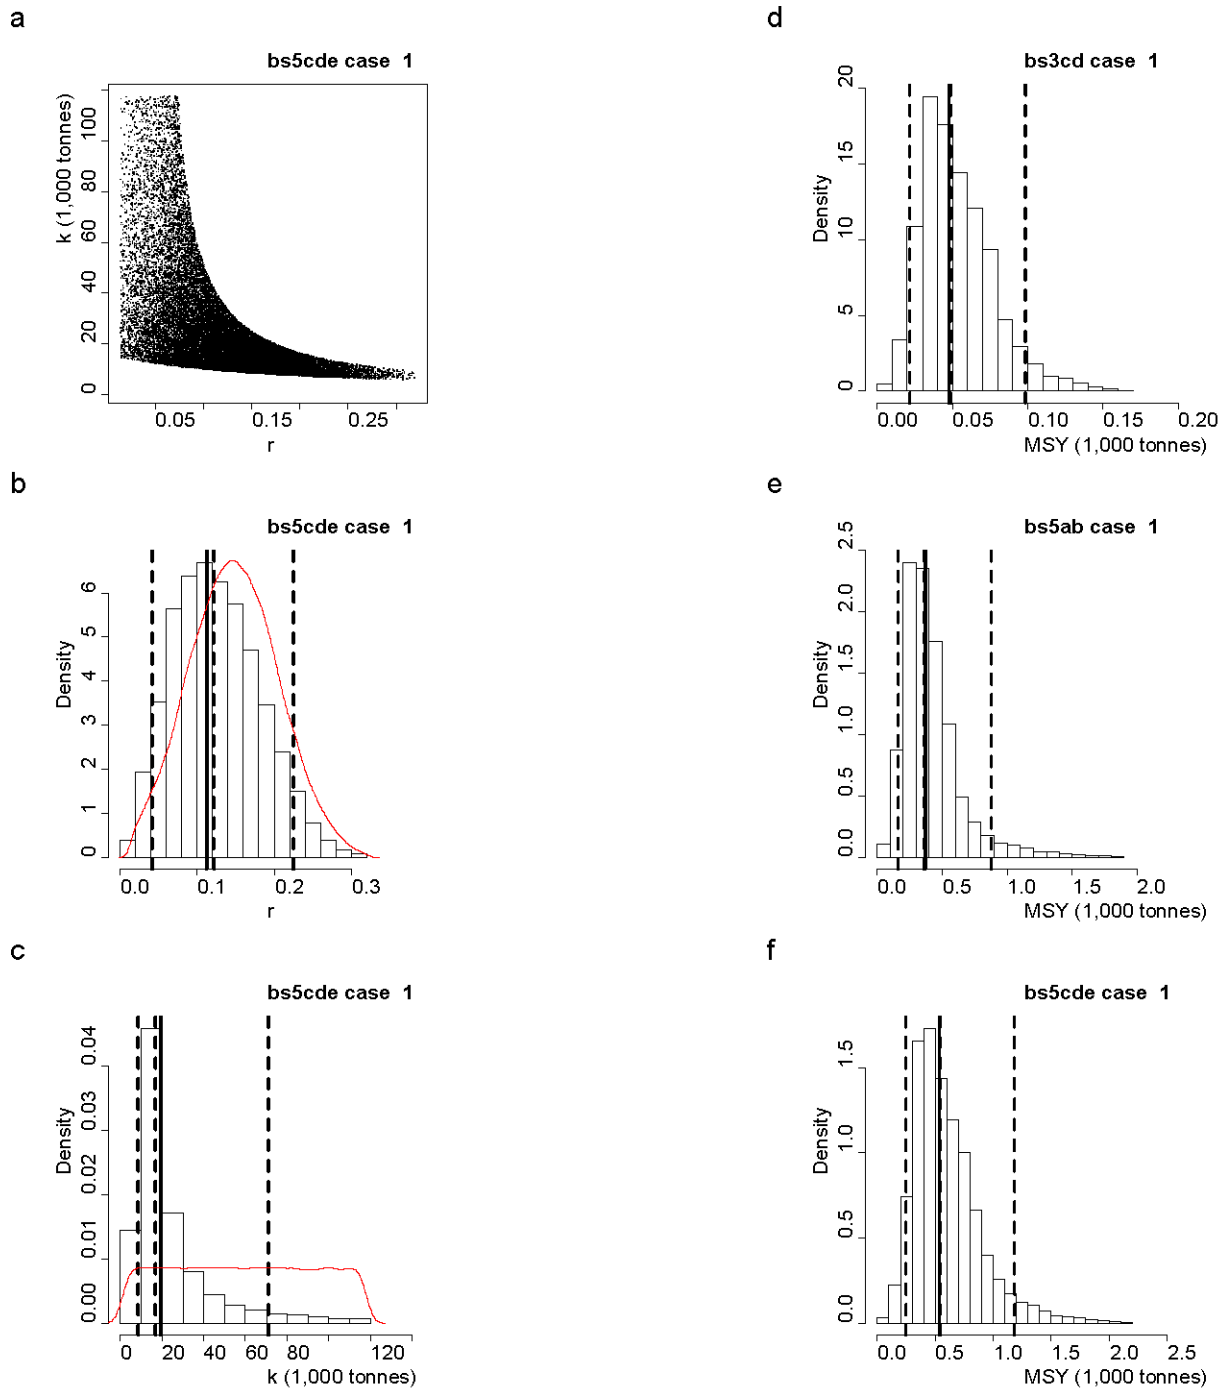 a
bs5cde case 1
k (1,000 tonnes)
0 20 40 60 80 100
0.05 0.15 0.25
r
b
bs5cde case 1
Density
0 1 2 3 4 5 6
0.0 0.1 0.2 0.3
r
c
bs5cde case 1
Density
0.00 0.01 0.02 0.03 0.04
0 20 40 60 80 120
k (1,000 tonnes)
d
bs3cd case 1
Density
0 5 10 15 20
0.00 0.05 0.10 0.15 0.20
MSY (1,000 tonnes)
e
bs5ab case 1
Density
0.0 0.5 1.0 1.5 2.0 2.5
0.0 0.5 1.0 1.5 2.0
MSY (1,000 tonnes)
f
bs5cde case 1
Density
0.0 0.5 1.0 1.5
0.0 0.5 1.0 1.5 2.0 2.5
MSY (1,000 tonnes)